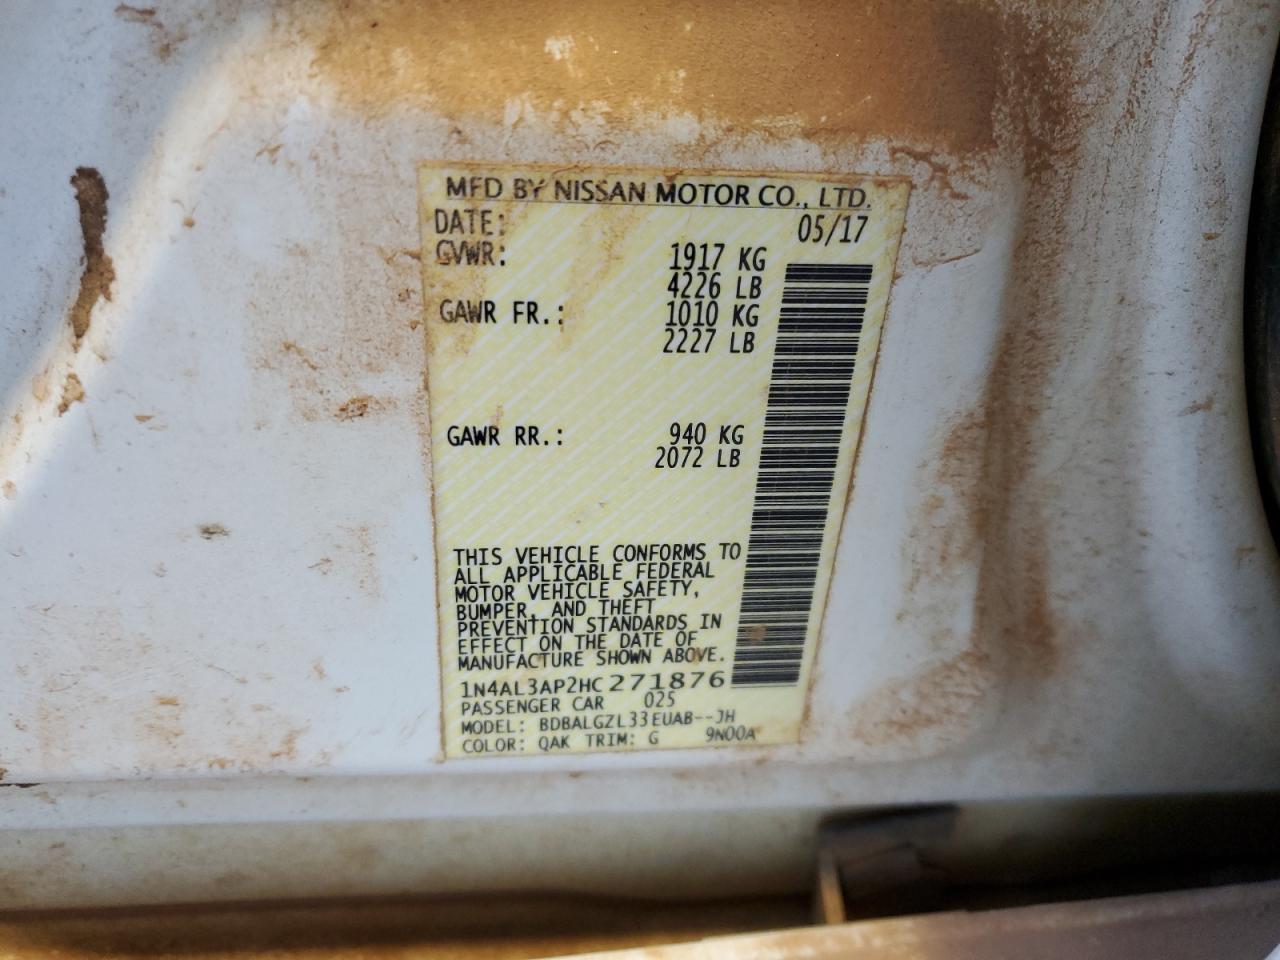 MFD BY NISSAN MOTOR CO., LTD.
DATE: 05/17
GVWR: 1917 KG
4226 LB
GAWR FR.: 1010 KG
2227 LB
GAWR RR.: 940 KG
2072 LB
THIS VEHICLE CONFORMS TO
ALL APPLICABLE FEDERAL
MOTOR VEHICLE SAFETY,
BUMPER, AND THEFT
PREVENTION STANDARDS IN
EFFECT ON THE DATE OF
MANUFACTURE SHOWN ABOVE.
1N4AL3AP2HC271876
PASSENGER CAR 025
MODEL: BDBALGZL33EUAB--JH
COLOR: QAK TRIM: G 9N00A